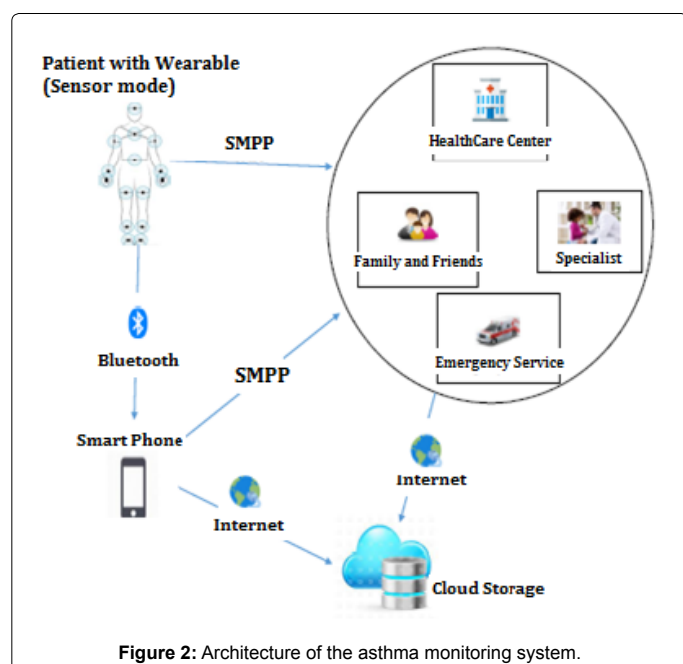 Patient with Wearable
(Sensor mode)
SMPP
HealthCare Center
Family and Friends
Specialist
Emergency Service
Bluetooth
SMPP
Smart Phone
Internet
Internet
Cloud Storage
Figure 2: Architecture of the asthma monitoring system.